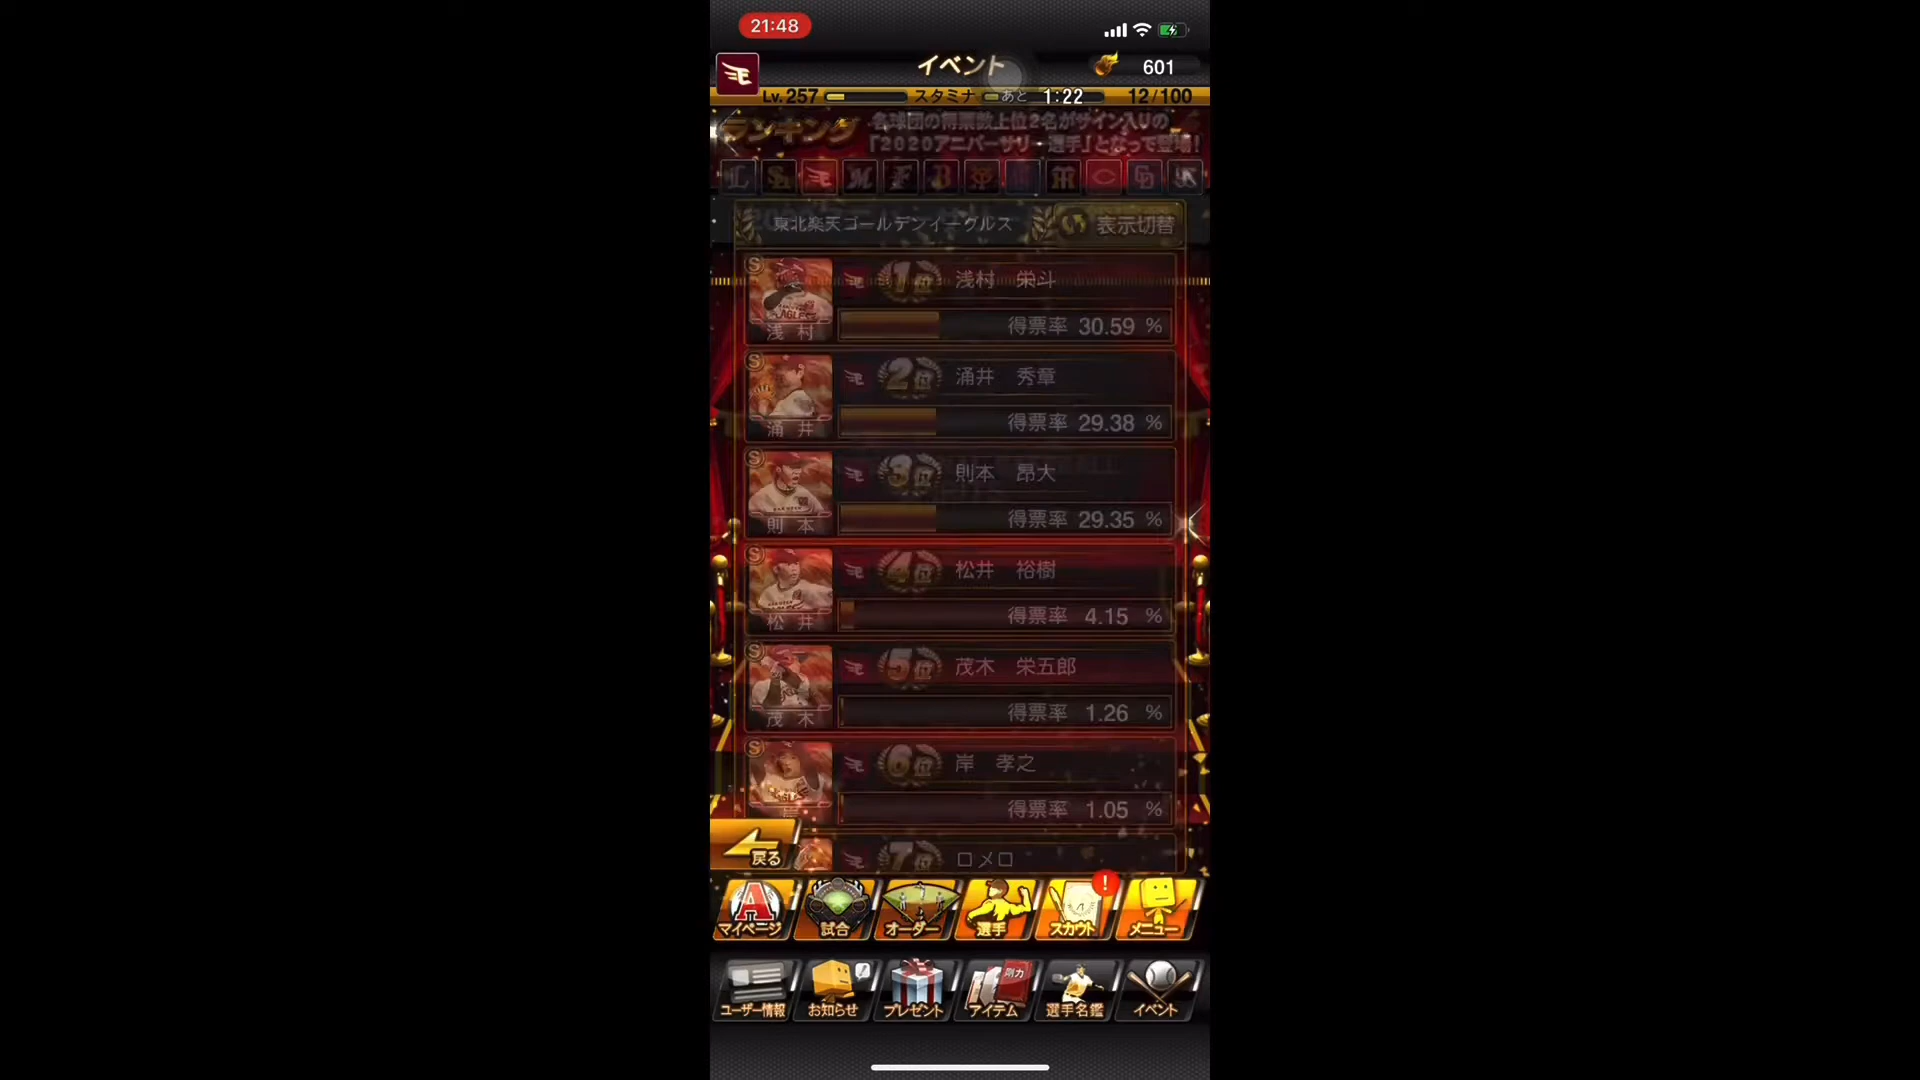 21:48
イベント
601
Lv.257 スタミナ あと 1:22 12/100
ランキング
各球団の得票数上位2名がサイン入りの
「2020アニバーサリー選手」となって登場!
東北楽天ゴールデンイーグルス
表示切替
S 1位 浅村 栄斗
浅村 得票率 30.59 %
S 2位 涌井 秀章
涌井 得票率 29.38 %
S 3位 則本 昂大
則本 得票率 29.35 %
S 4位 松井 裕樹
松井 得票率 4.15 %
S 5位 茂木 栄五郎
茂木 得票率 1.26 %
S 6位 岸 孝之
得票率 1.05 %
7位 ロメロ
戻る
マイページ 試合 オーダー 選手 スカウト メニュー
ユーザー情報 お知らせ プレゼント アイテム 選手名鑑 イベント